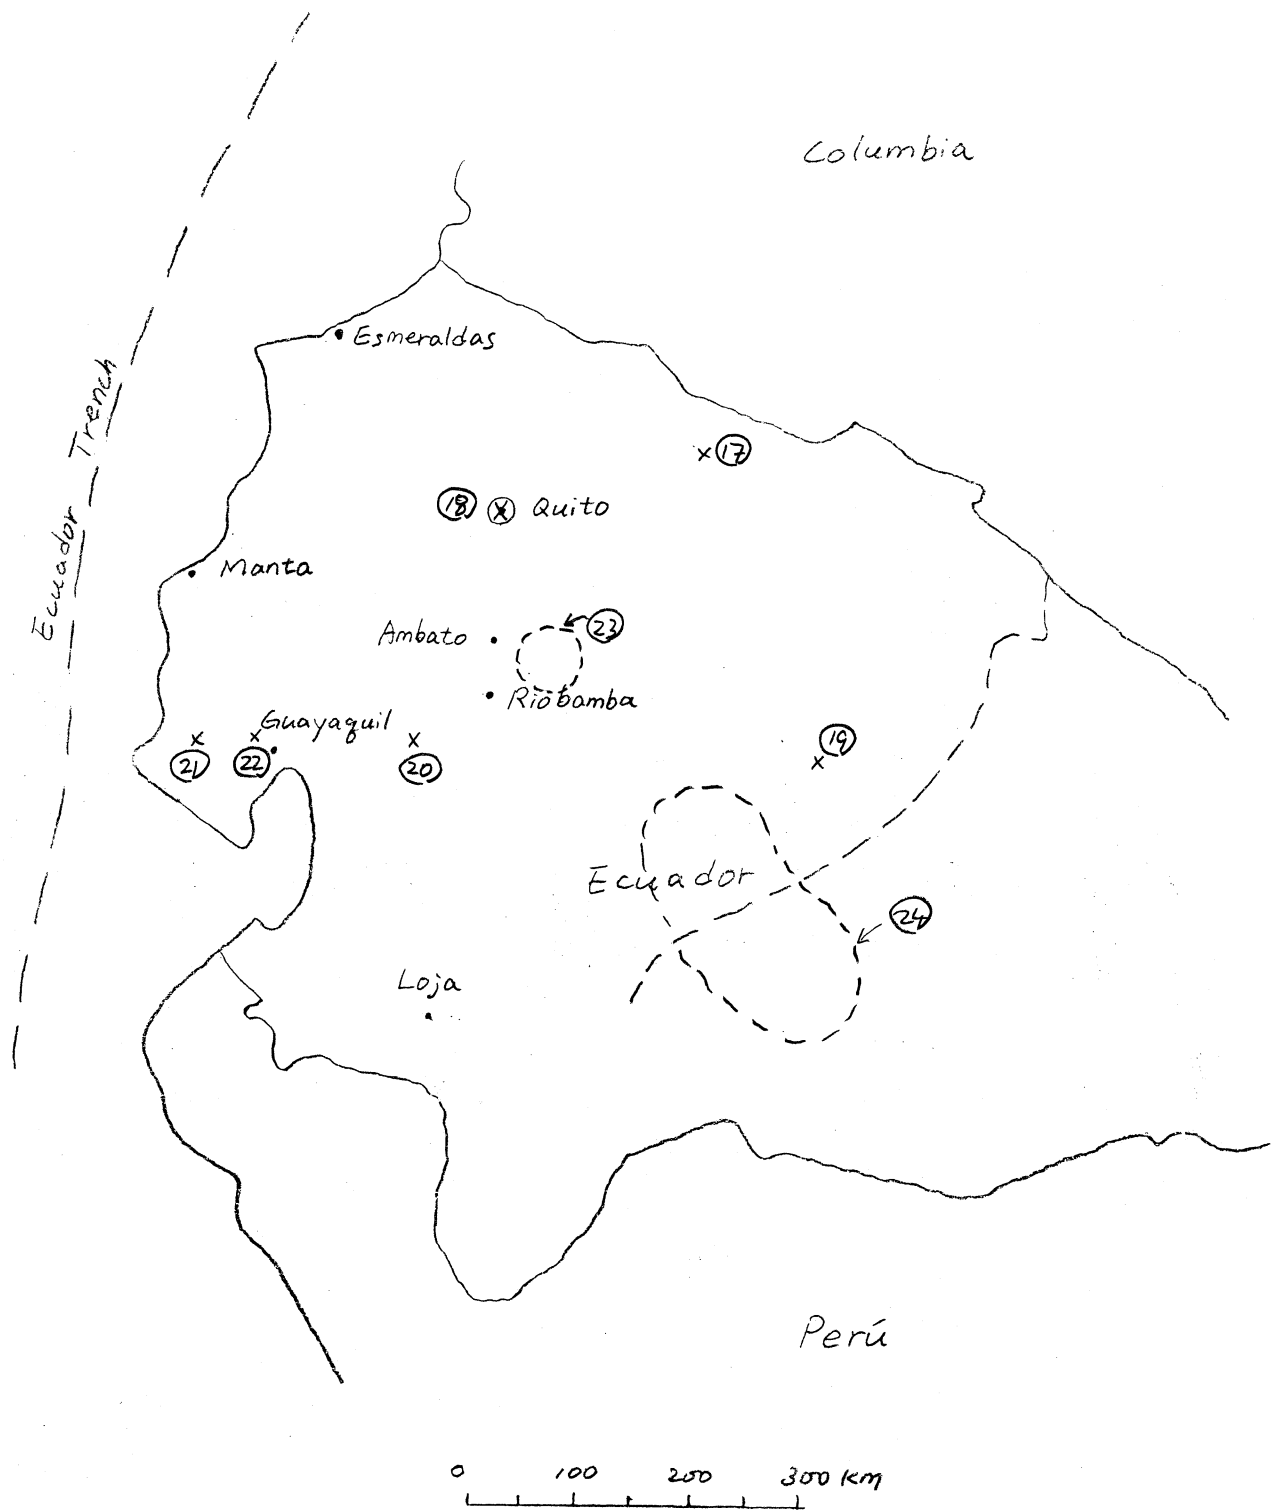 Columbia
Esmeraldas
Ecuador Trench
17
18 Quito
Manta
Ambato
23
Riobamba
Guayaquil
21
22
20
19
Ecuador
24
Loja
Perú
0 100 200 300 km